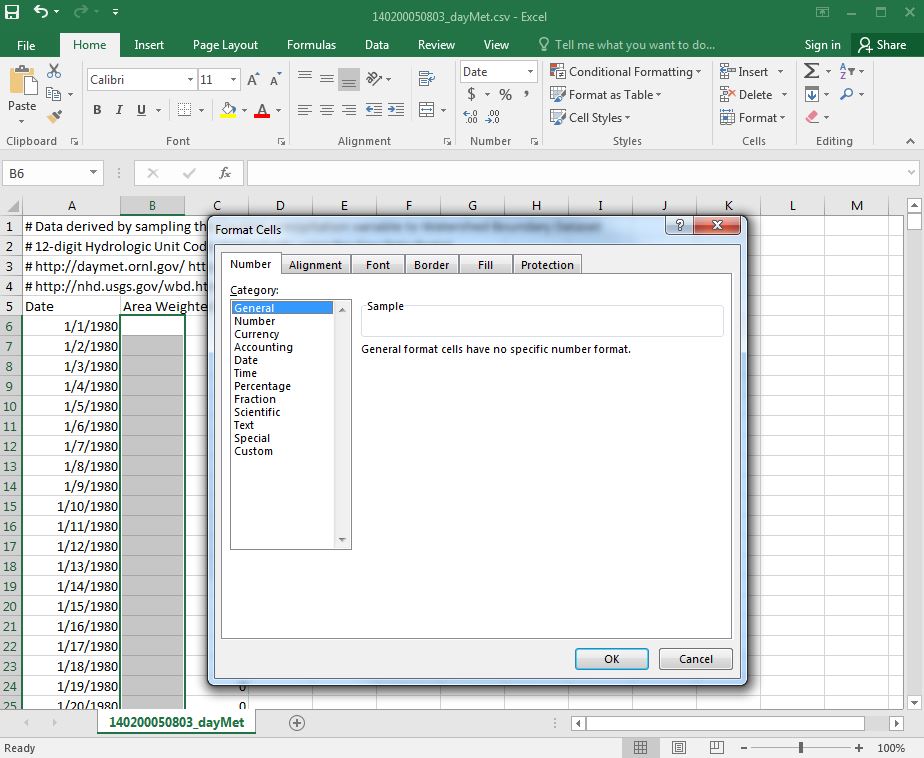 140200050803_dayMet.csv - Excel
File Home Insert Page Layout Formulas Data Review View Tell me what you want to do... Sign in Share
Calibri 11 Date Conditional Formatting Insert
Paste B I U A $ % , Format as Table Delete
Cell Styles Format
Clipboard Font Alignment Number Styles Cells Editing
B6 fx
A B C D E F G H I J K L M
1 # Data derived by sampling th
2 # 12-digit Hydrologic Unit Cod
3 # http://daymet.ornl.gov/ htt
4 # http://nhd.usgs.gov/wbd.ht
5 Date Area Weighte
6 1/1/1980
7 1/2/1980
8 1/3/1980
9 1/4/1980
10 1/5/1980
11 1/6/1980
12 1/7/1980
13 1/8/1980
14 1/9/1980
15 1/10/1980
16 1/11/1980
17 1/12/1980
18 1/13/1980
19 1/14/1980
20 1/15/1980
21 1/16/1980
22 1/17/1980
23 1/18/1980
24 1/19/1980 0
25 1/20/1980 0
Format Cells
Number Alignment Font Border Fill Protection
Category:
General
Number
Currency
Accounting
Date
Time
Percentage
Fraction
Scientific
Text
Special
Custom
Sample
General format cells have no specific number format.
OK Cancel
140200050803_dayMet
Ready 100%